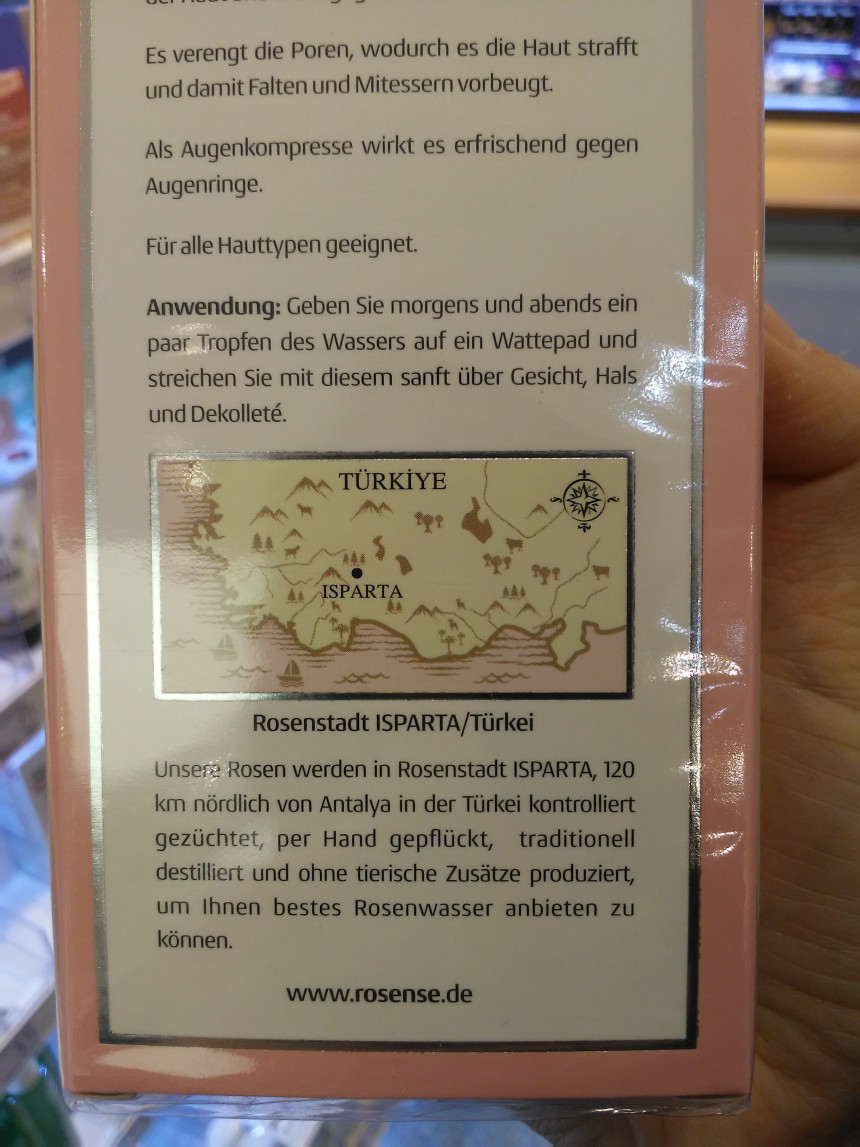 Es verengt die Poren, wodurch es die Haut strafft
und damit Falten und Mitessern vorbeugt.
Als Augenkompresse wirkt es erfrischend gegen
Augenringe.
Für alle Hauttypen geeignet.
Anwendung: Geben Sie morgens und abends ein
paar Tropfen des Wassers auf ein Wattepad und
streichen Sie mit diesem sanft über Gesicht, Hals
und Dekolleté.
TÜRKİYE
ISPARTA
Rosenstadt ISPARTA/Türkei
Unsere Rosen werden in Rosenstadt ISPARTA, 120
km nördlich von Antalya in der Türkei kontrolliert
gezüchtet, per Hand gepflückt, traditionell
destilliert und ohne tierische Zusätze produziert,
um Ihnen bestes Rosenwasser anbieten zu
können.
www.rosense.de